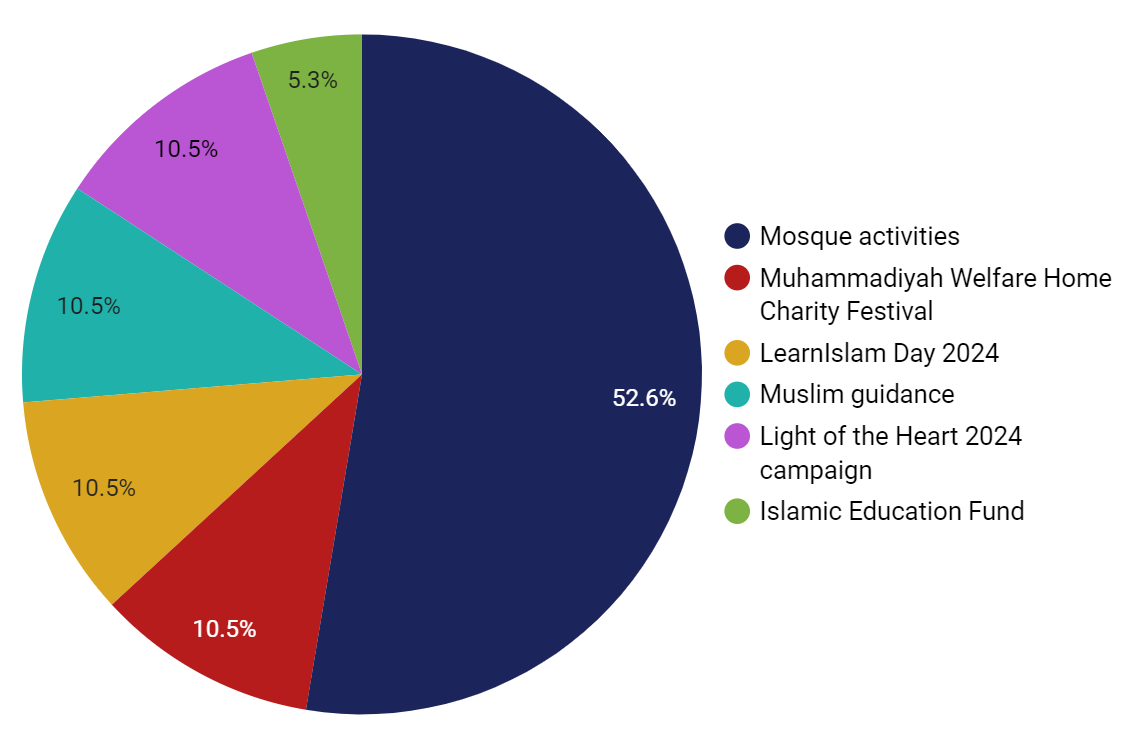 5.3%
10.5%
10.5%
10.5%
10.5%
52.6%
Mosque activities
Muhammadiyah Welfare Home
Charity Festival
LearnIslam Day 2024
Muslim guidance
Light of the Heart 2024
campaign
Islamic Education Fund